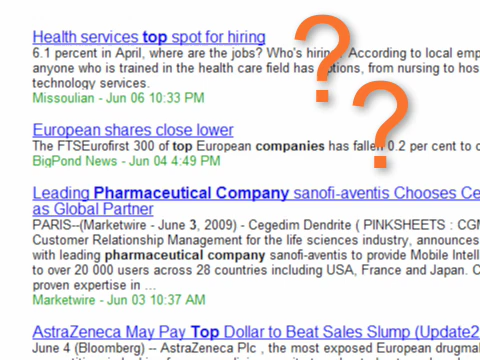 Health services top spot for hiring
6.1 percent in April, where are the jobs? Who's hiring According to local emp
anyone who is trained in the health care field has options, from nursing to hos
technology services.
Missoulian - Jun 06 10:33 PM
European shares close lower
The FTSEurofirst 300 of top European companies has fallen 0.2 per cent to c
BigPond News - Jun 04 4:49 PM
Leading Pharmaceutical Company sanofi-aventis Chooses Ce
as Global Partner
PARIS--(Marketwire - June 3, 2009) - Cegedim Dendrite ( PINKSHEETS : CGM
Customer Relationship Management for the life sciences industry, announces
with leading pharmaceutical company sanofi-aventis to provide Mobile Intell
to over 20 000 users across 28 countries including USA, France and Japan. C
proven expertise in ...
Marketwire - Jun 03 10:37 AM
AstraZeneca May Pay Top Dollar to Beat Sales Slump (Update2
June 4 (Bloomberg) -- AstraZeneca Plc , the most exposed European drugmal
??